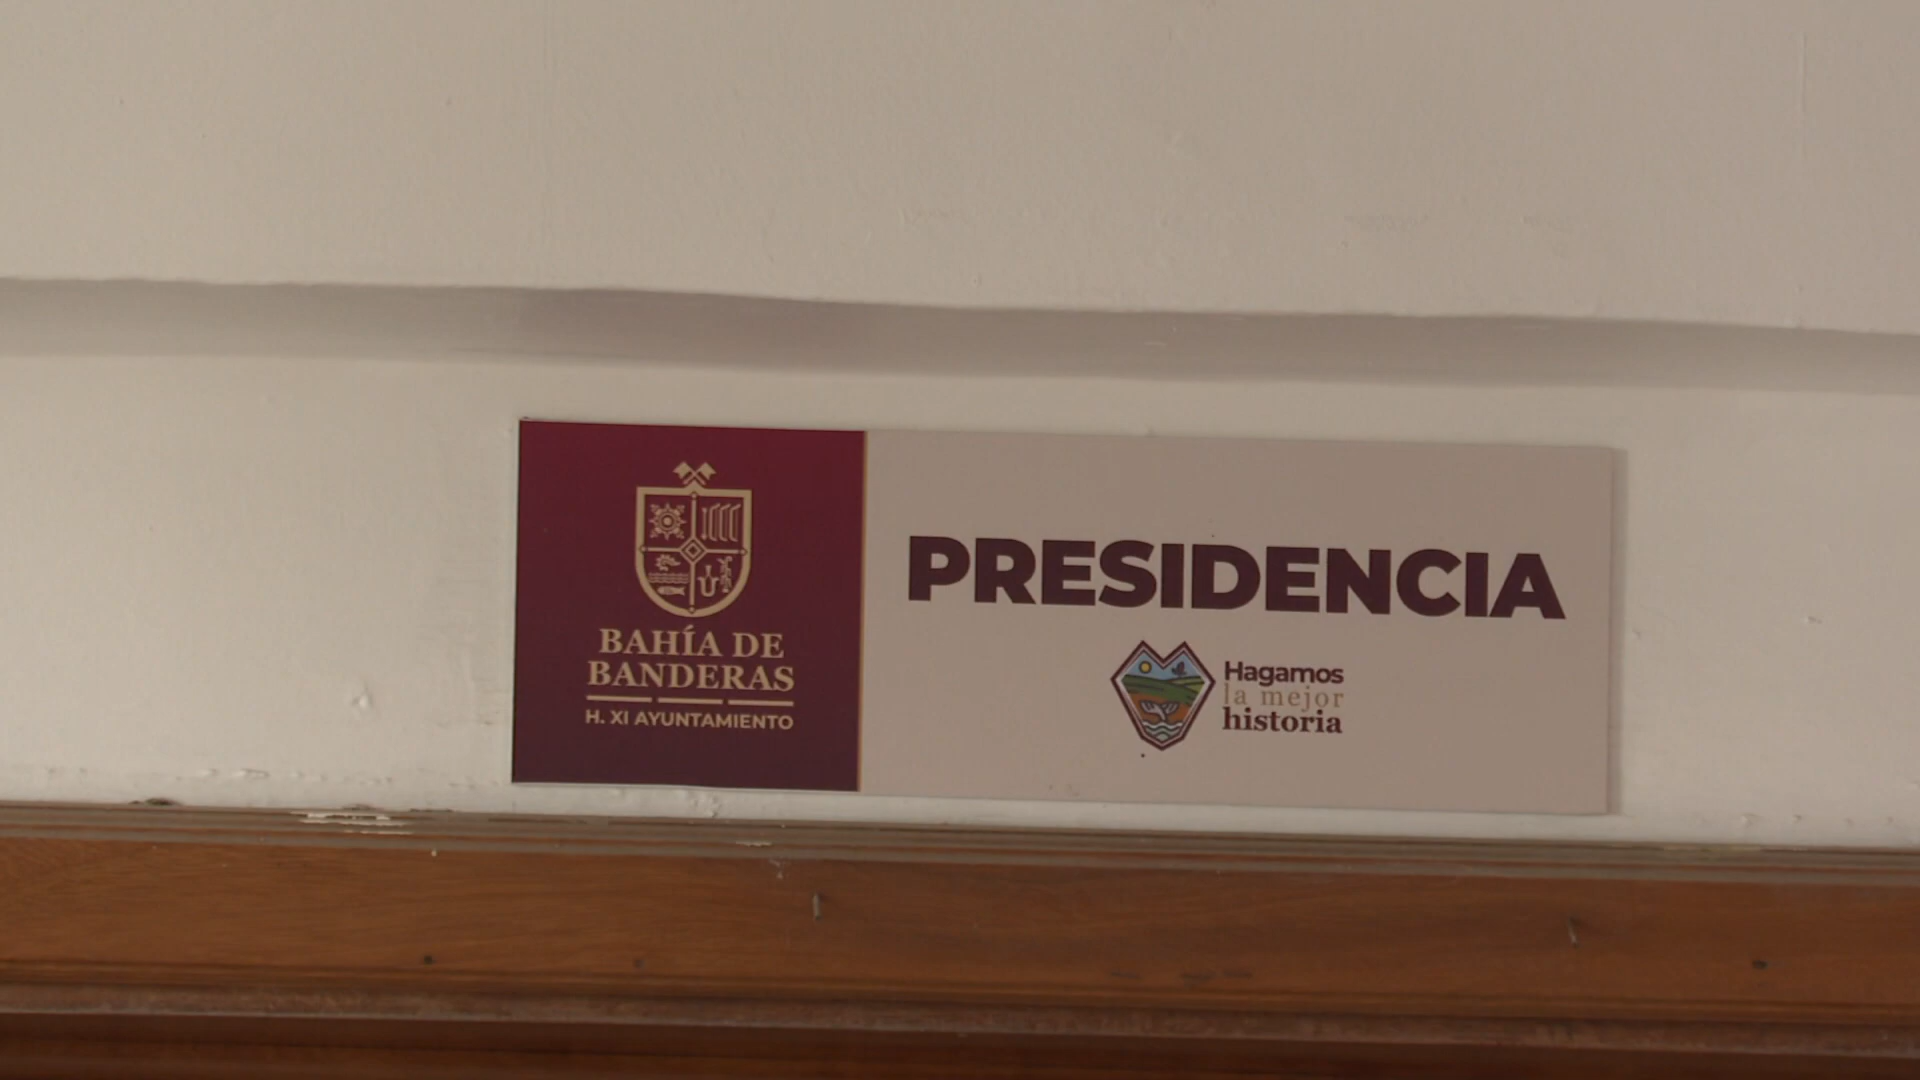 BAHÍA DE
BANDERAS
H. XI AYUNTAMIENTO
PRESIDENCIA
Hagamos
la mejor
historia